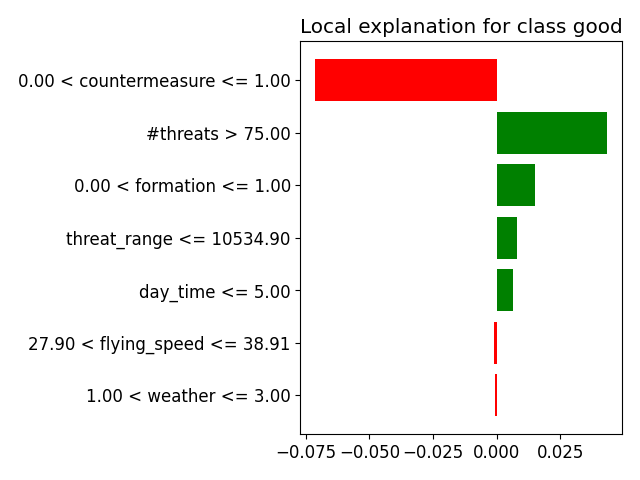 Local explanation for class good
0.00 < countermeasure <= 1.00
#threats > 75.00
0.00 < formation <= 1.00
threat_range <= 10534.90
day_time <= 5.00
27.90 < flying_speed <= 38.91
1.00 < weather <= 3.00
−0.075 −0.050 −0.025 0.000 0.025